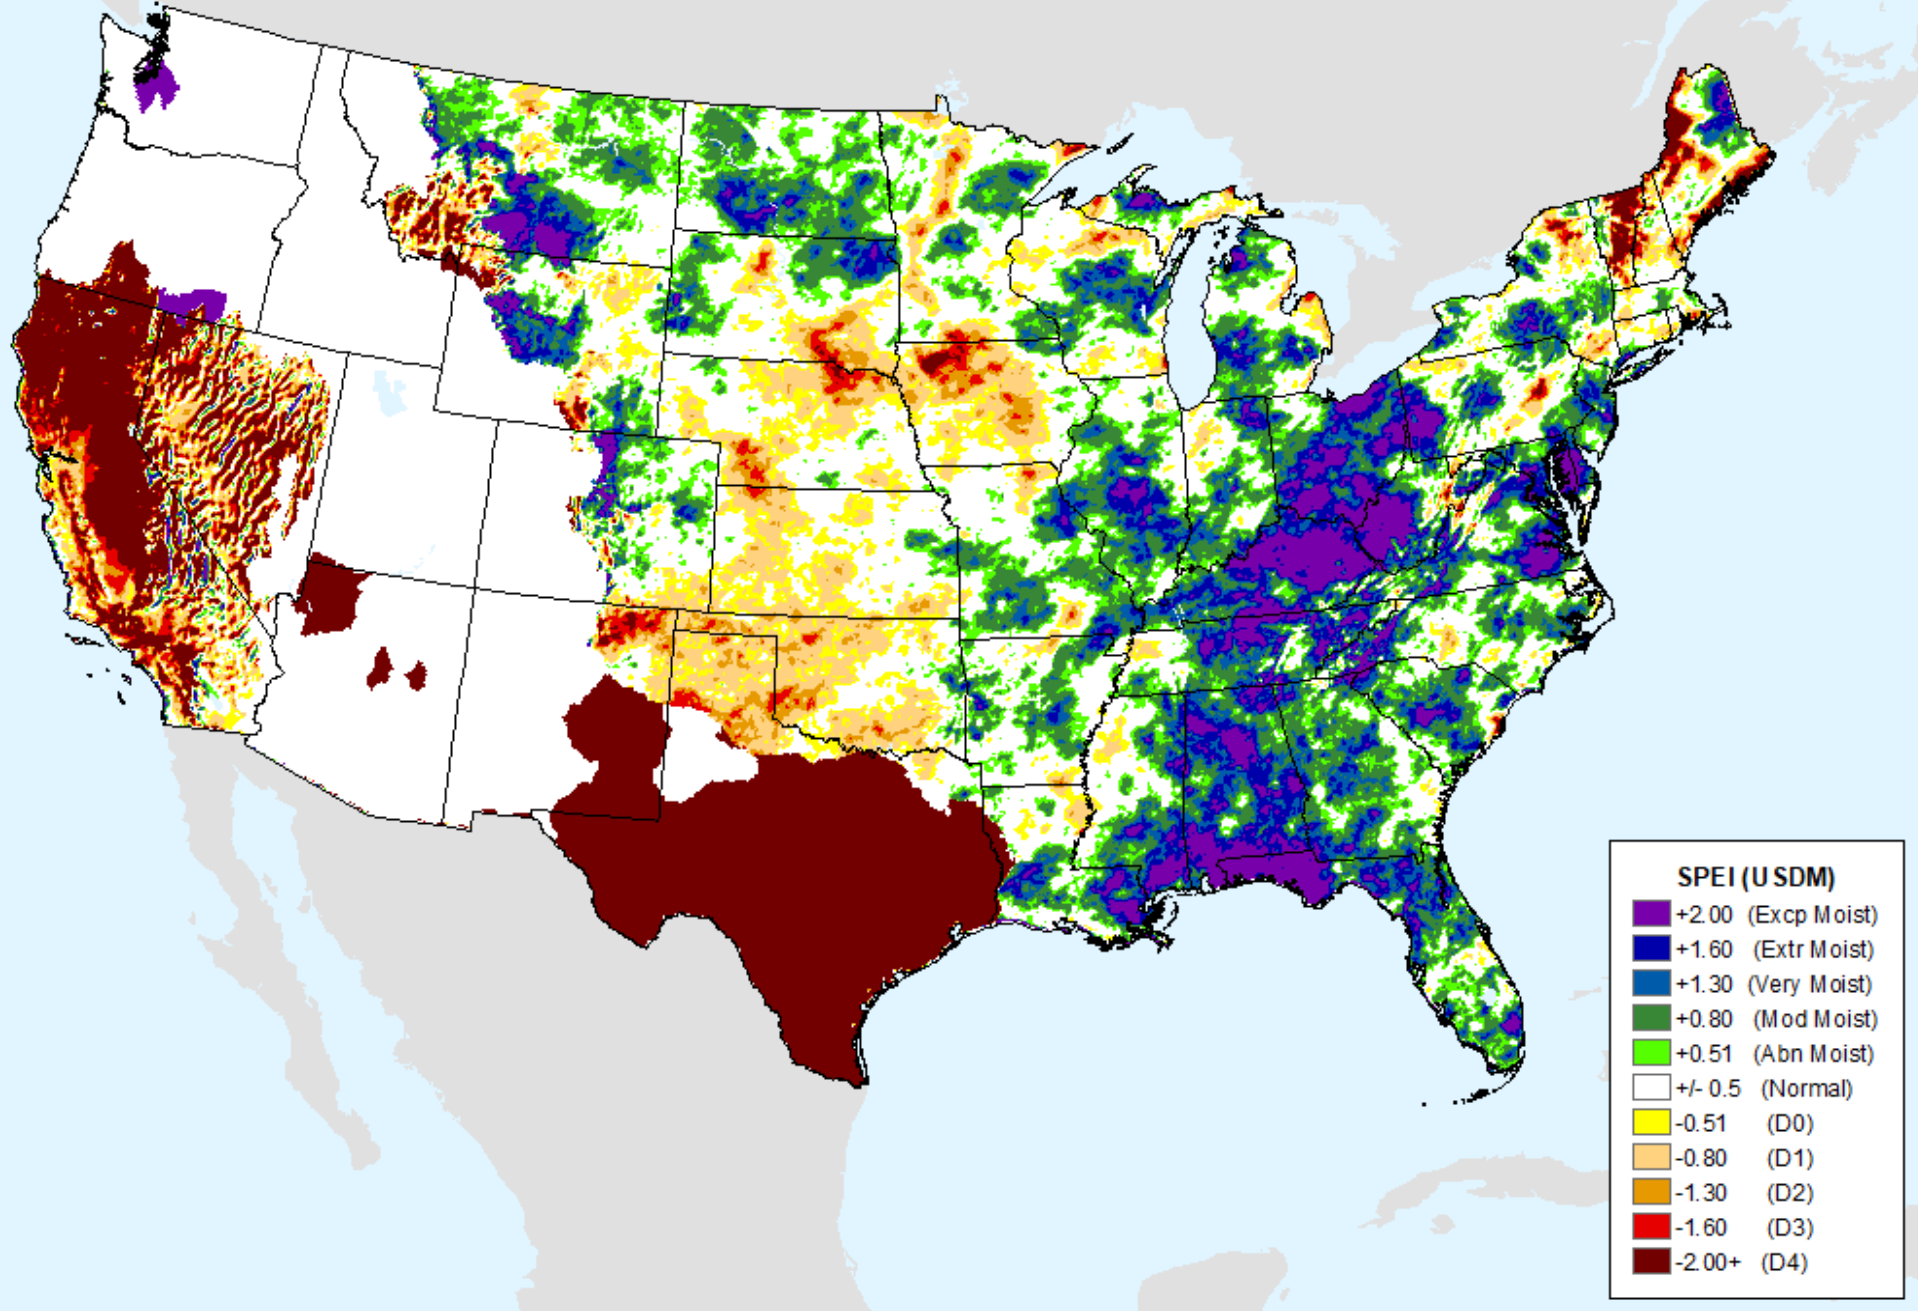 SPEI (USDM)
+2.00 (Excp Moist)
+1.60 (Extr Moist)
+1.30 (Very Moist)
+0.80 (Mod Moist)
+0.51 (Abn Moist)
+/- 0.5 (Normal)
-0.51 (D0)
-0.80 (D1)
-1.30 (D2)
-1.60 (D3)
-2.00+ (D4)